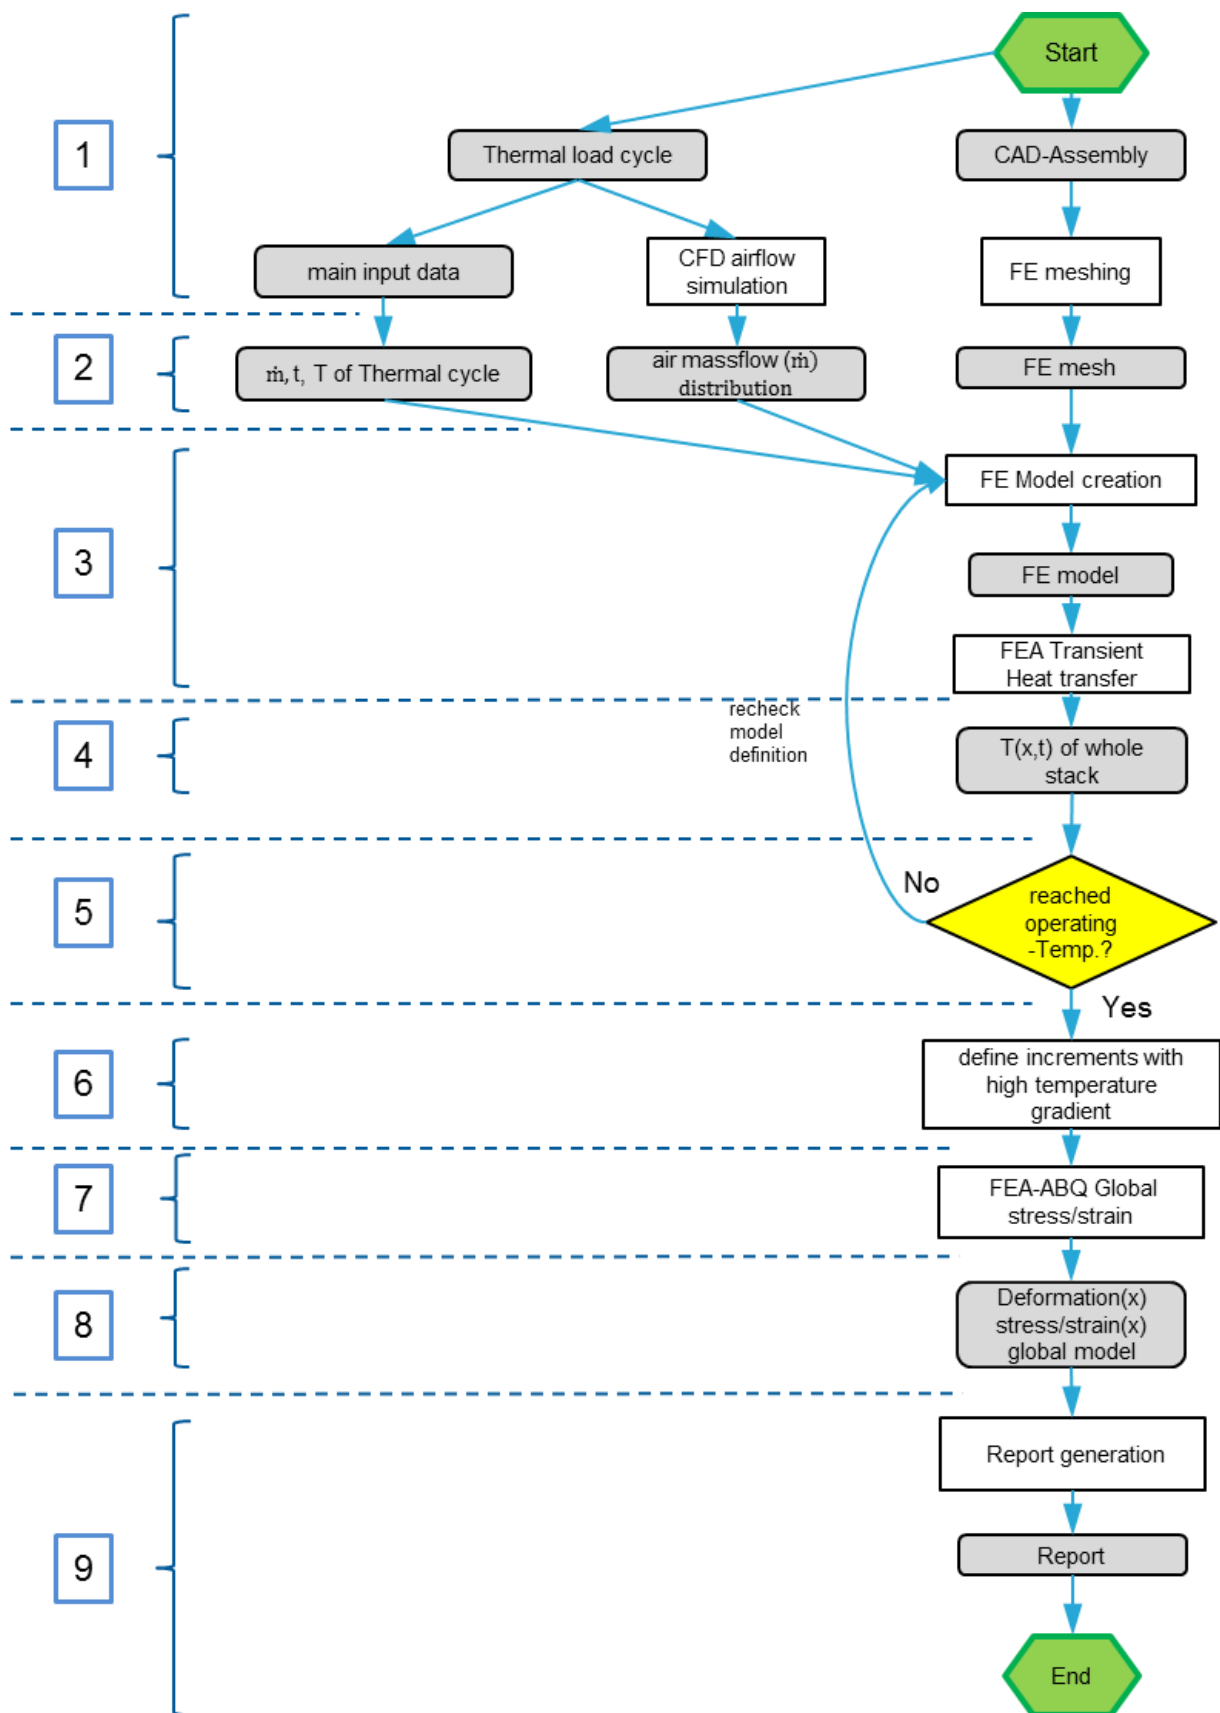 Start
1
Thermal load cycle
CAD-Assembly
main input data
CFD airflow
simulation
FE meshing
2
ṁ, t, T of Thermal cycle
air massflow (ṁ)
distribution
FE mesh
3
FE Model creation
FE model
FEA Transient
Heat transfer
4
recheck
model
definition
T(x,t) of whole
stack
5
No
reached
operating
-Temp.?
Yes
6
define increments with
high temperature
gradient
7
FEA-ABQ Global
stress/strain
8
Deformation(x)
stress/strain(x)
global model
9
Report generation
Report
End